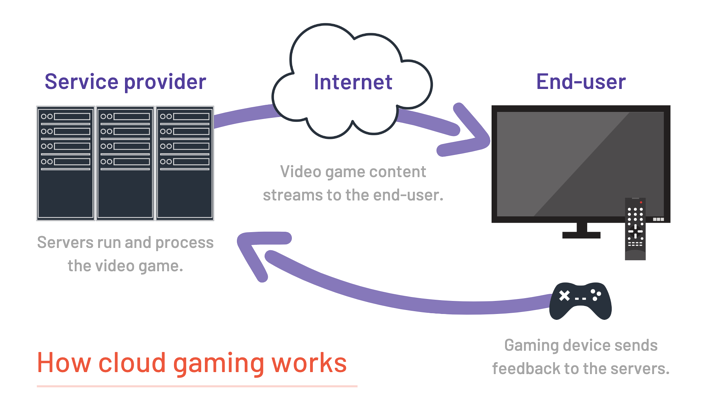 Service provider
Internet
End-user
Video game content
streams to the end-user.
Servers run and process
the video game.
Gaming device sends
feedback to the servers.
How cloud gaming works